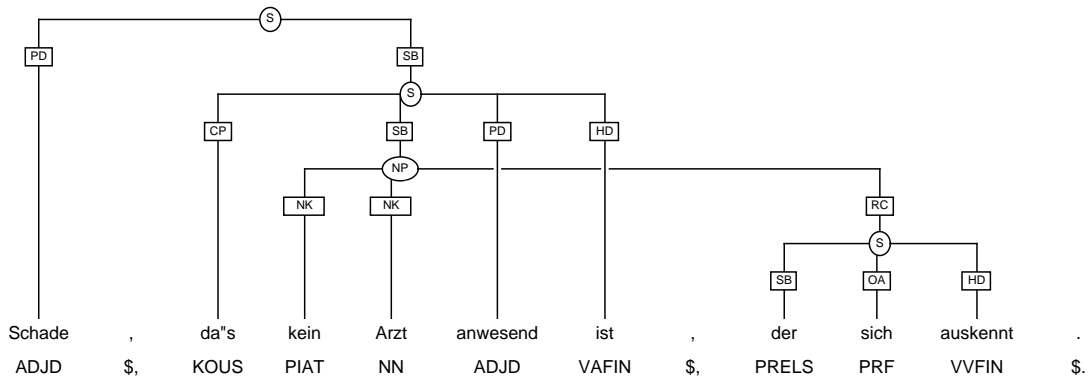 S
PD SB
S
CP SB PD HD
NP
NK NK RC
S
SB OA HD
Schade , da"s kein Arzt anwesend ist , der sich auskennt .
ADJD $, KOUS PIAT NN ADJD VAFIN $, PRELS PRF VVFIN $.